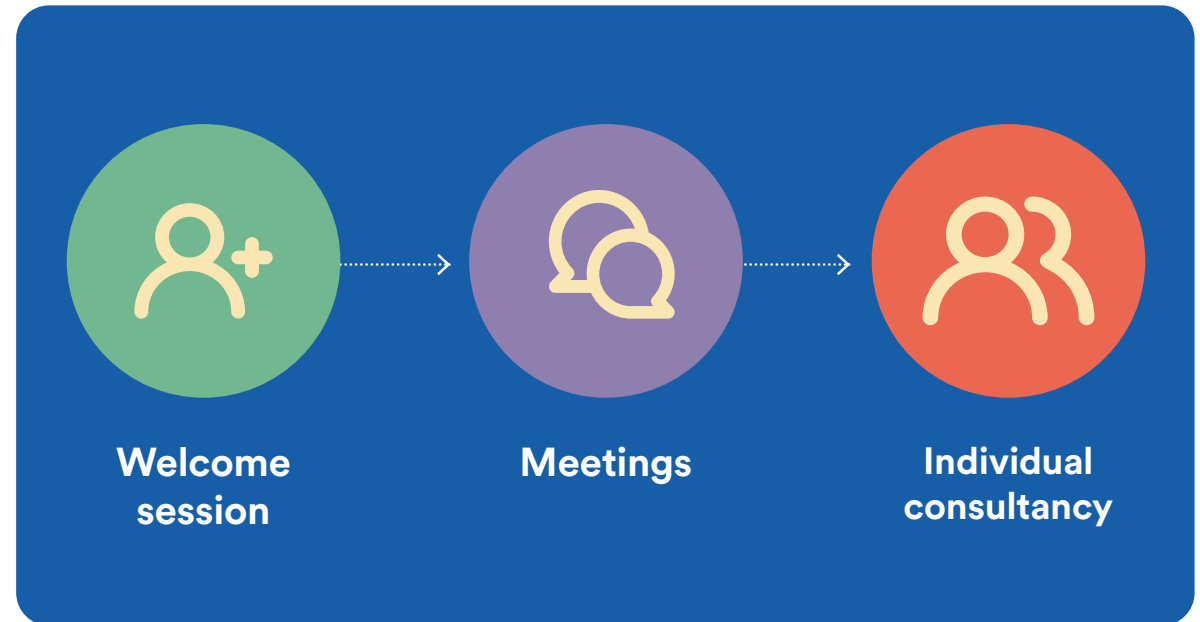 Welcome
session
Meetings
Individual
consultancy